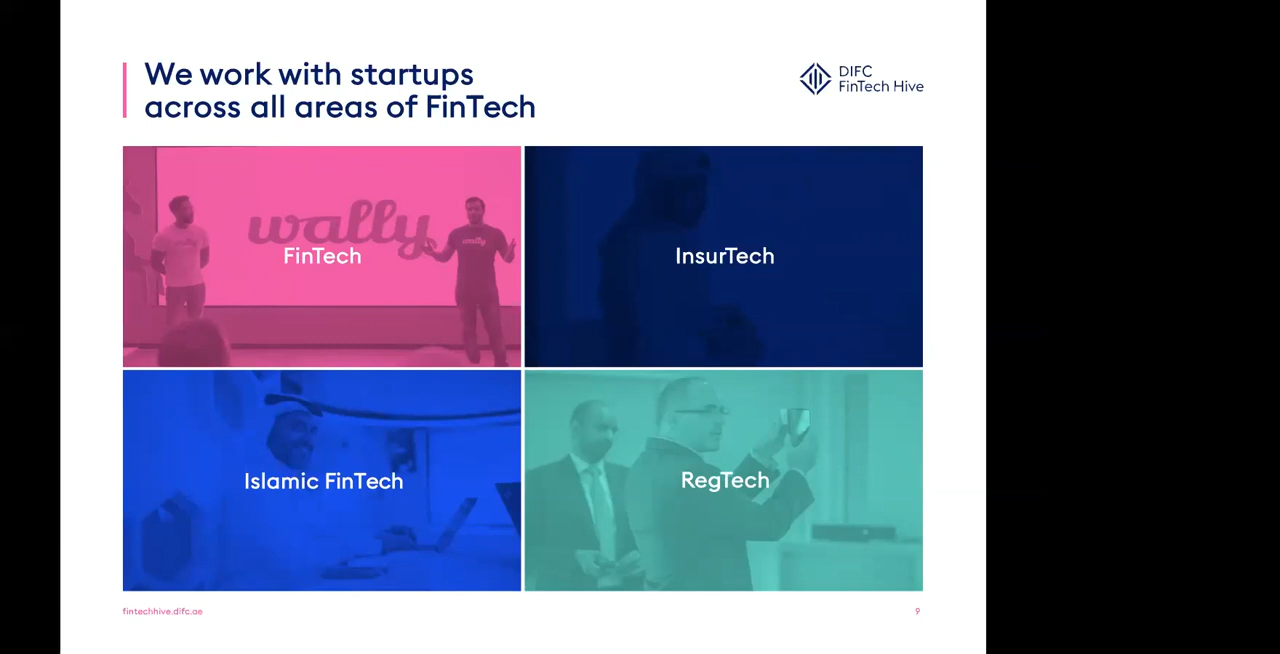 We work with startups
across all areas of FinTech
DIFC
FinTech Hive
wally
wally
FinTech
InsurTech
Islamic FinTech
RegTech
fintechhive.difc.ae
9